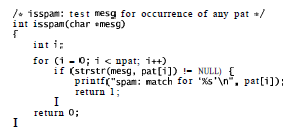 /* isspam: test mesg for occurrence of any pat */
int isspam(char *mesg)
{
int i;
for (i = 0; i < npat; i++)
if (strstr(mesg, pat[i]) != NULL) {
printf("spam: match for '%s'\n", pat[i]);
return 1;
}
return 0;
}